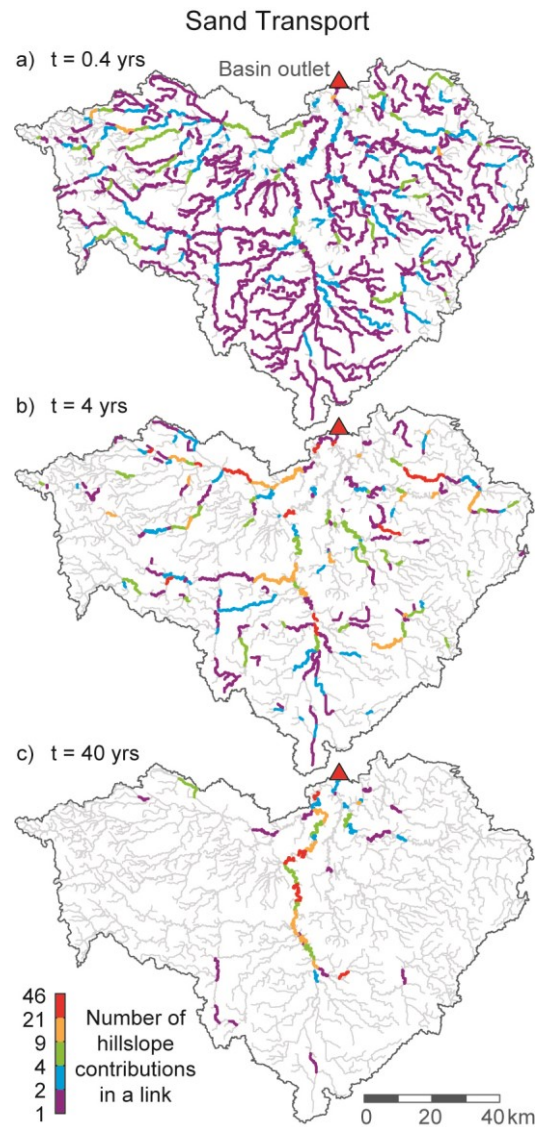 Sand Transport
a) t = 0.4 yrs
Basin outlet
b) t = 4 yrs
c) t = 40 yrs
46
21
9
4
2
1
Number of
hillslope
contributions
in a link
0 20 40 km